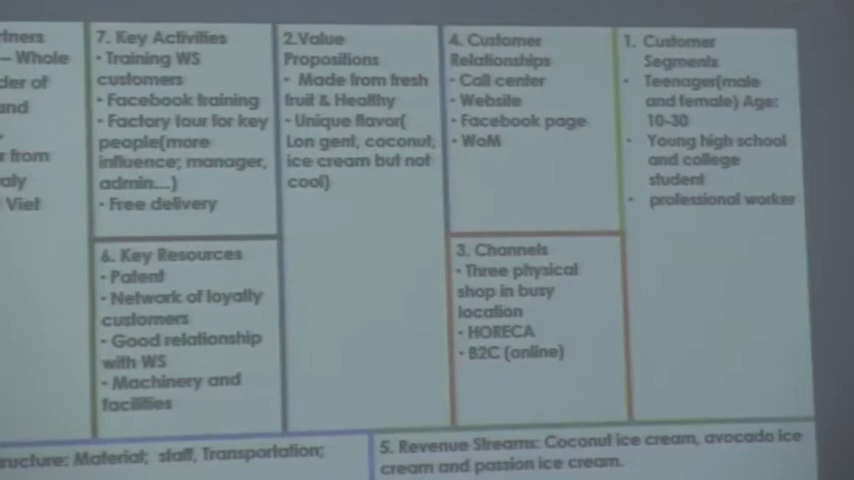 rtners
– Whole
der of
and
r from
aly
Viet
7. Key Activities
• Training WS
customers
• Facebook training
• Factory tour for key
people(more
influence; manager,
admin...)
• Free delivery
6. Key Resources
• Patent
• Network of loyally
customers
• Good relationship
with WS
• Machinery and
facilities
2.Value
Propositions
• Made from fresh
fruit & Healthy
• Unique flavor(
Lon gent, coconut,
ice cream but not
cool)
4. Customer
Relationships
• Call center
• Website
• Facebook page
• WoM
3. Channels
• Three physical
shop in busy
location
• HORECA
• B2C (online)
1. Customer
Segments
• Teenager(male
and female) Age:
10-30
• Young high school
and college
student
• professional worker
ructure: Material; staff, Transportation;
5. Revenue Streams: Coconut ice cream, avocado ice
cream and passion ice cream.